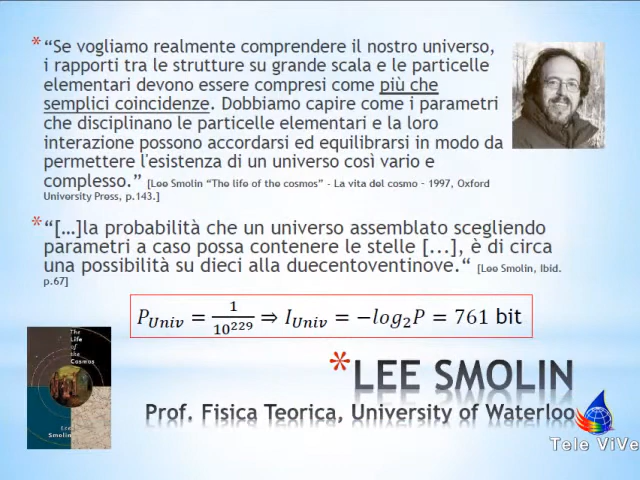 * “Se vogliamo realmente comprendere il nostro universo,
i rapporti tra le strutture su grande scala e le particelle
elementari devono essere compresi come più che
semplici coincidenze. Dobbiamo capire come i parametri
che disciplinano le particelle elementari e la loro
interazione possono accordarsi ed equilibrarsi in modo da
permettere l'esistenza di un universo così vario e
complesso.” [Lee Smolin “The life of the cosmos” - La vita del cosmo - 1997, Oxford
University Press, p.143.]
* “[…]la probabilità che un universo assemblato scegliendo
parametri a caso possa contenere le stelle [...], è di circa
una possibilità su dieci alla duecentoventinove.“ [Lee Smolin, Ibid.
p.67]
P_Univ = 1/10^229 ⇒ I_Univ = −log₂P = 761 bit
The
Life
of
the
Cosmos
Lee
Smolin
*LEE SMOLIN
Prof. Fisica Teorica, University of Waterloo
Tele ViVe